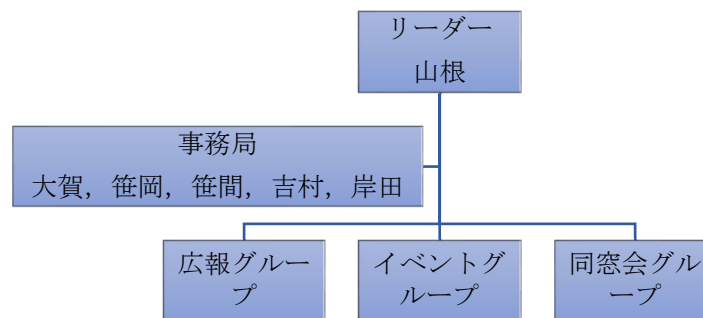 リーダー
山根
事務局
大賀，笹岡，笹間，吉村，岸田
広報グルー
プ
イベントグ
ループ
同窓会グル
ープ